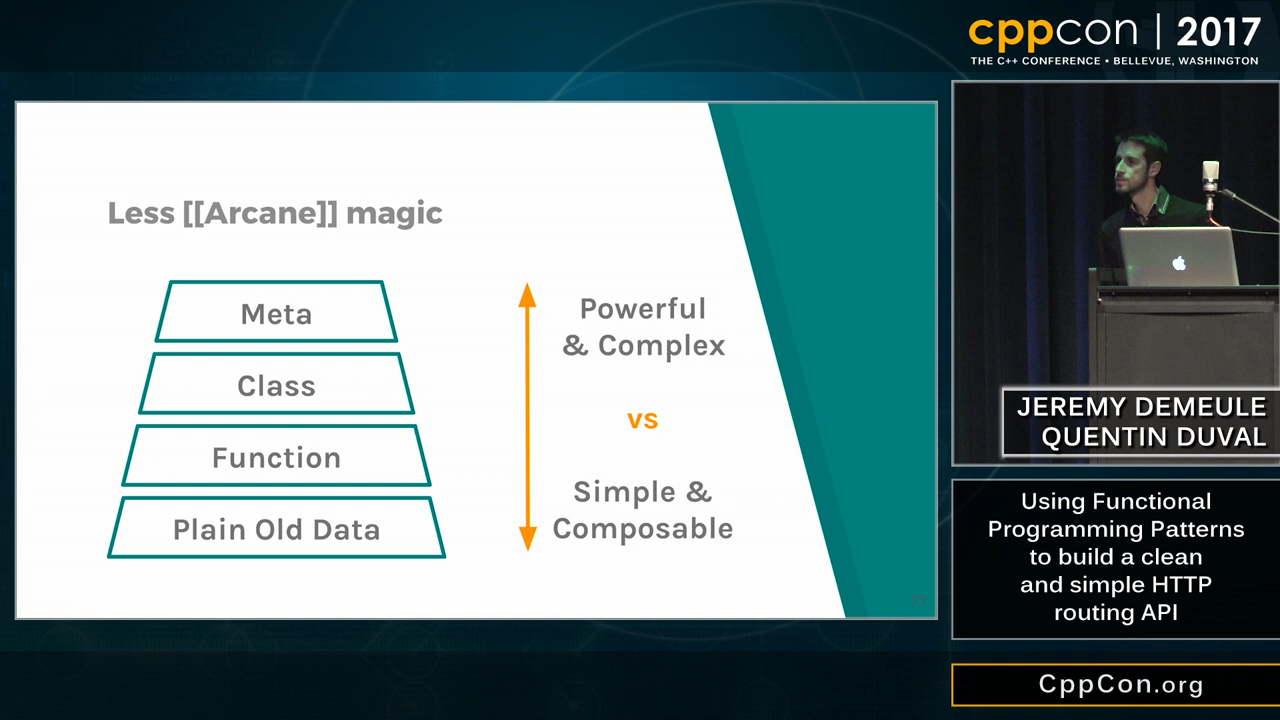 cppcon | 2017
THE C++ CONFERENCE • BELLEVUE, WASHINGTON
Less [[Arcane]] magic
Meta
Class
Function
Plain Old Data
Powerful
& Complex
vs
Simple &
Composable
77
JEREMY DEMEULE
QUENTIN DUVAL
Using Functional
Programming Patterns
to build a clean
and simple HTTP
routing API
CppCon.org